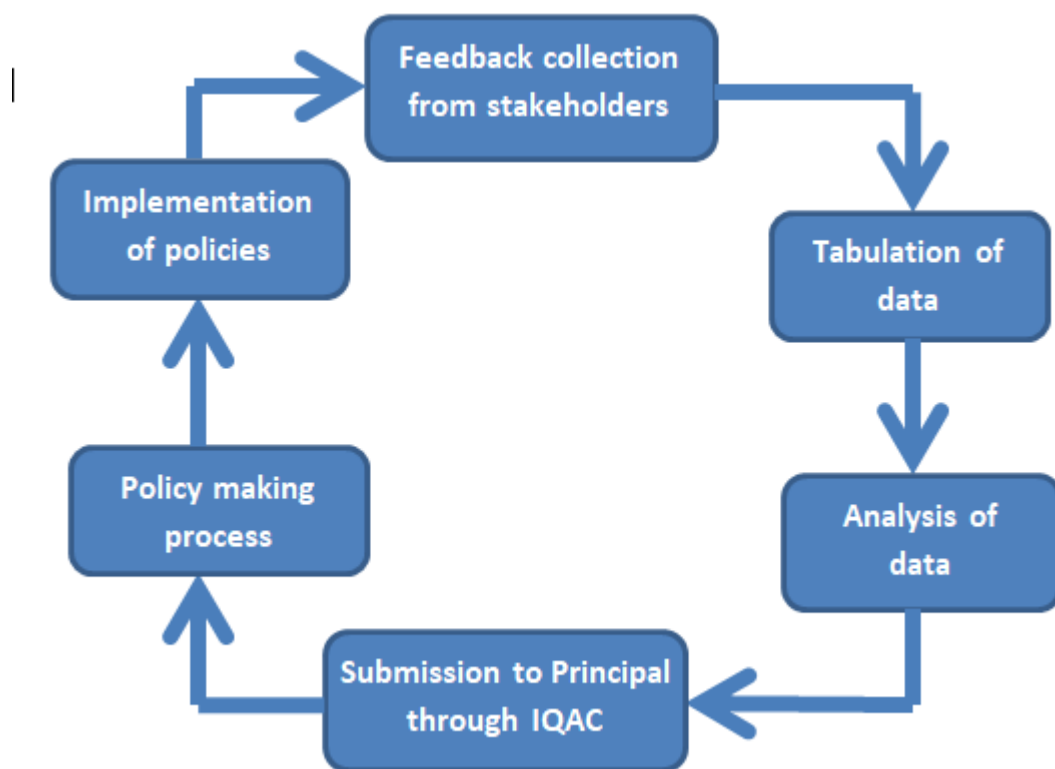 Feedback collection
from stakeholders
Tabulation of
data
Analysis of
data
Submission to Principal
through IQAC
Policy making
process
Implementation
of policies